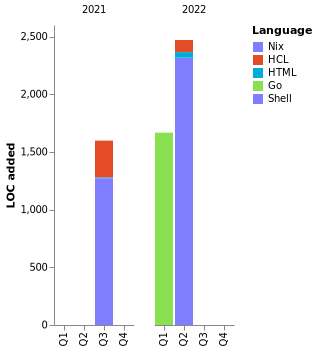 2021 2022
Language
Nix
HCL
HTML
Go
Shell
LOC added
2,500
2,000
1,500
1,000
500
0
Q1 Q2 Q3 Q4 Q1 Q2 Q3 Q4